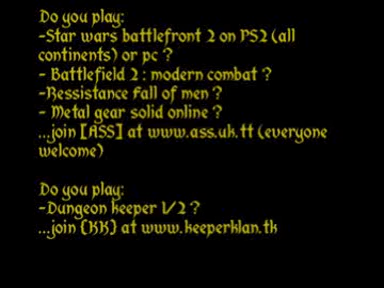 Do you play:
-Star wars battlefront 2 on PS2 (all
continents) or pc ?
- Battlefield 2 : modern combat ?
-Ressistance Fall of men ?
- Metal gear solid online ?
...join [ASS] at www.ass.uk.tt (everyone
welcome)
Do you play:
-Dungeon keeper 1/2 ?
...join {KK} at www.keeperklan.tk